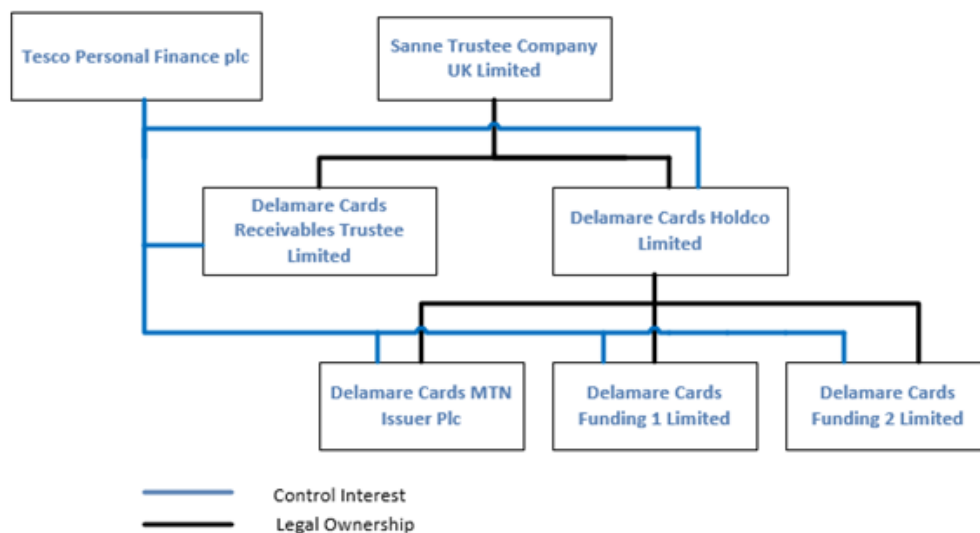 Tesco Personal Finance plc
Sanne Trustee Company
UK Limited
Delamare Cards
Receivables Trustee
Limited
Delamare Cards Holdco
Limited
Delamare Cards MTN
Issuer Plc
Delamare Cards
Funding 1 Limited
Delamare Cards
Funding 2 Limited
Control Interest
Legal Ownership